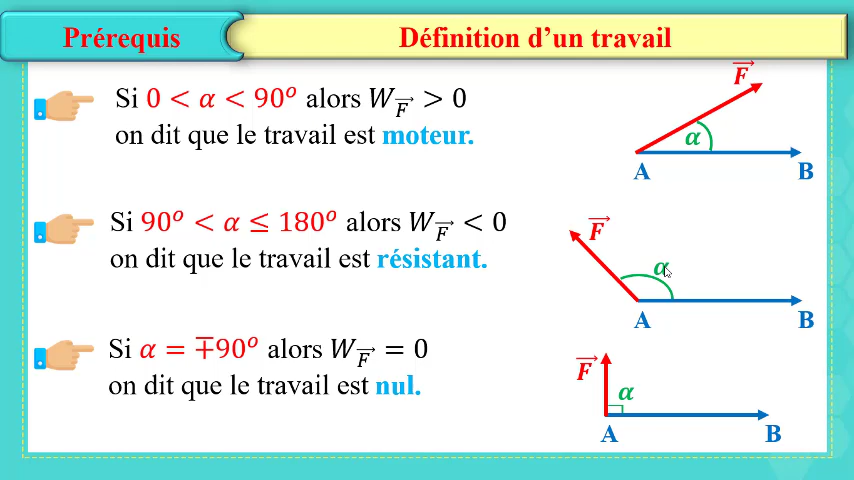 Prérequis
Définition d’un travail
Si 0 < α < 90° alors W_F⃗ > 0
on dit que le travail est moteur.
F⃗
α
A
B
Si 90° < α ≤ 180° alors W_F⃗ < 0
on dit que le travail est résistant.
F⃗
α
A
B
Si α = ∓90° alors W_F⃗ = 0
on dit que le travail est nul.
F⃗
α
A
B